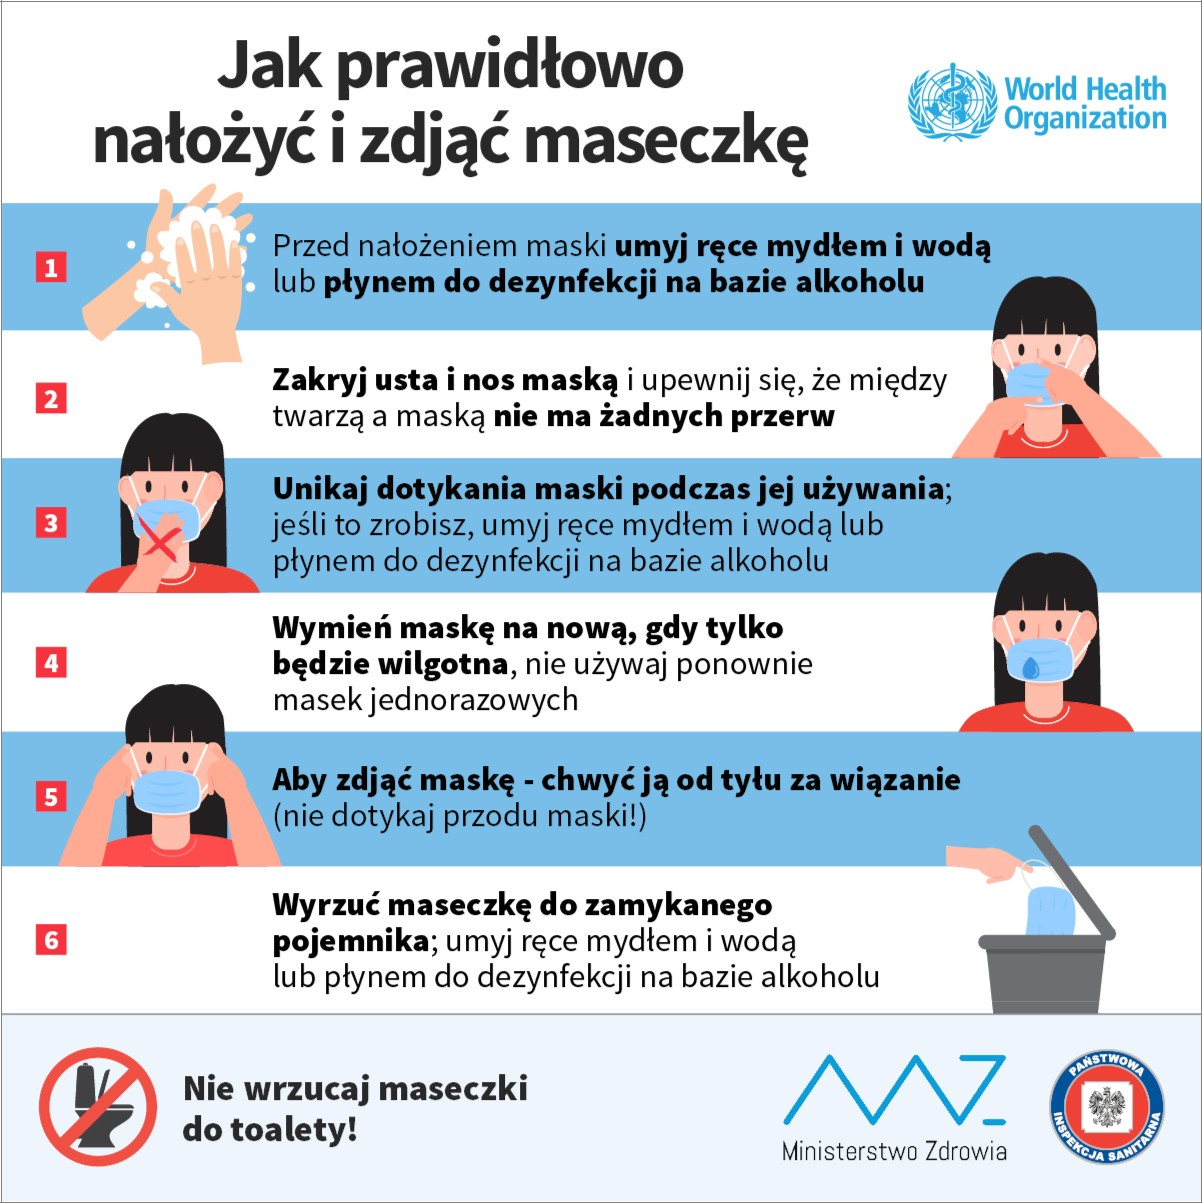 Jak prawidłowo
nałożyć i zdjąć maseczkę
World Health
Organization
1
Przed nałożeniem maski umyj ręce mydłem i wodą
lub płynem do dezynfekcji na bazie alkoholu
2
Zakryj usta i nos maską i upewnij się, że między
twarzą a maską nie ma żadnych przerw
3
Unikaj dotykania maski podczas jej używania;
jeśli to zrobisz, umyj ręce mydłem i wodą lub
płynem do dezynfekcji na bazie alkoholu
4
Wymień maskę na nową, gdy tylko
będzie wilgotna, nie używaj ponownie
masek jednorazowych
5
Aby zdjąć maskę - chwyć ją od tyłu za wiązanie
(nie dotykaj przodu maski!)
6
Wyrzuć maseczkę do zamykanego
pojemnika; umyj ręce mydłem i wodą
lub płynem do dezynfekcji na bazie alkoholu
Nie wrzucaj maseczki
do toalety!
MZ
Ministerstwo Zdrowia
PAŃSTWOWA
INSPEKCJA SANITARNA